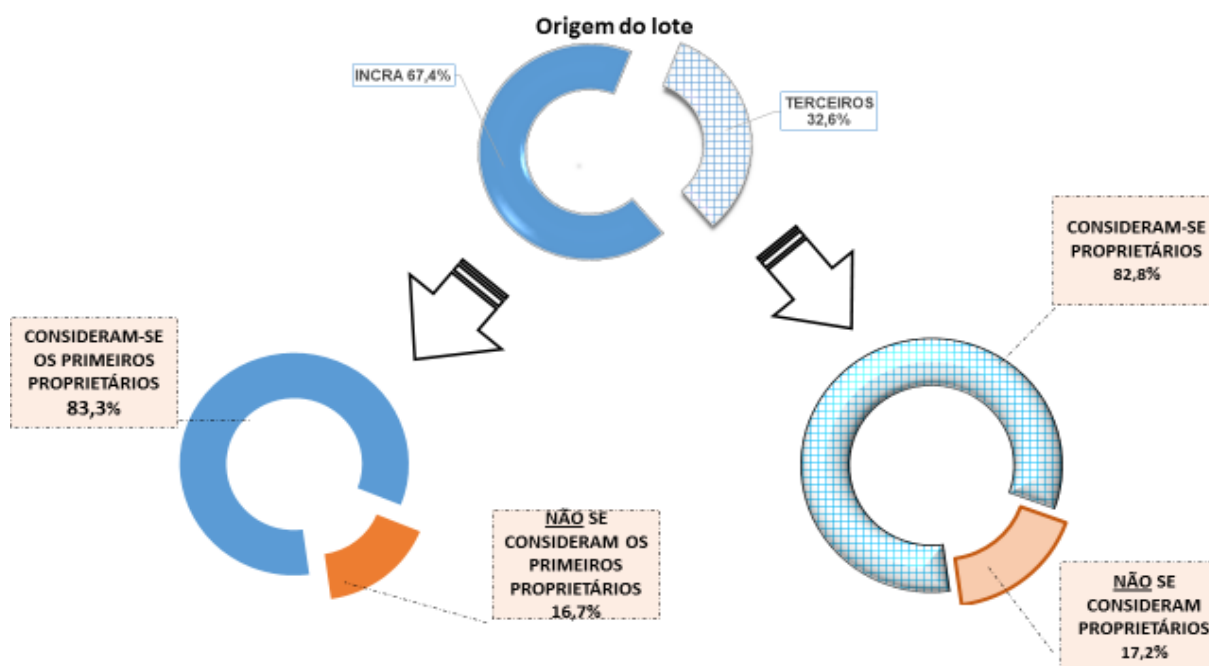 Origem do lote
INCRA 67,4%
TERCEIROS
32,6%
CONSIDERAM-SE
PROPRIETÁRIOS
82,8%
CONSIDERAM-SE
OS PRIMEIROS
PROPRIETÁRIOS
83,3%
NÃO SE
CONSIDERAM OS
PRIMEIROS
PROPRIETÁRIOS
16,7%
NÃO SE
CONSIDERAM
PROPRIETÁRIOS
17,2%